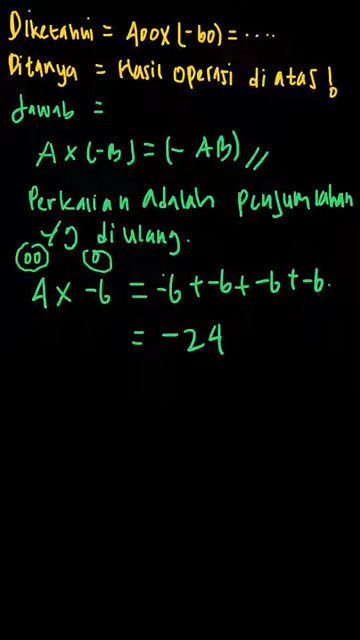 Diketahui = 400 x (-60) = ....
Ditanya = Hasil operasi di atas!
Jawab =
A x (-B) = (-AB) //
Perkalian adalah penjumlahan
yg diulang.
00 0
4 x -6 = -6 + -6 + -6 + -6.
= -24